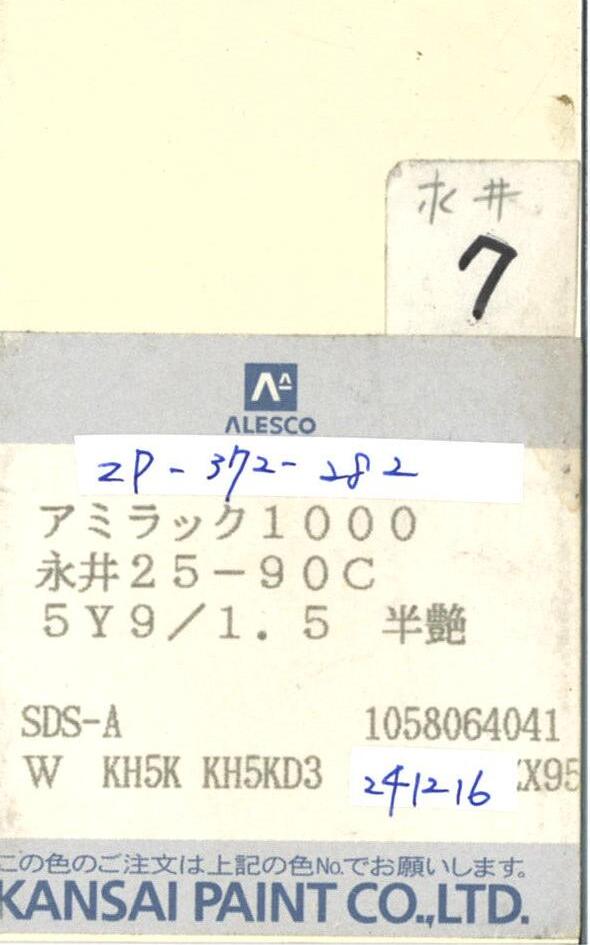 永井
7
ALESCO
ZP-372-282
アミラック1000
永井25-90C
5Y9/1.5 半艶
SDS-A 1058064041
W KH5K KH5KD3 241216 ZX95
この色のご注文は上記の色No.でお願いします。
KANSAI PAINT CO.,LTD.